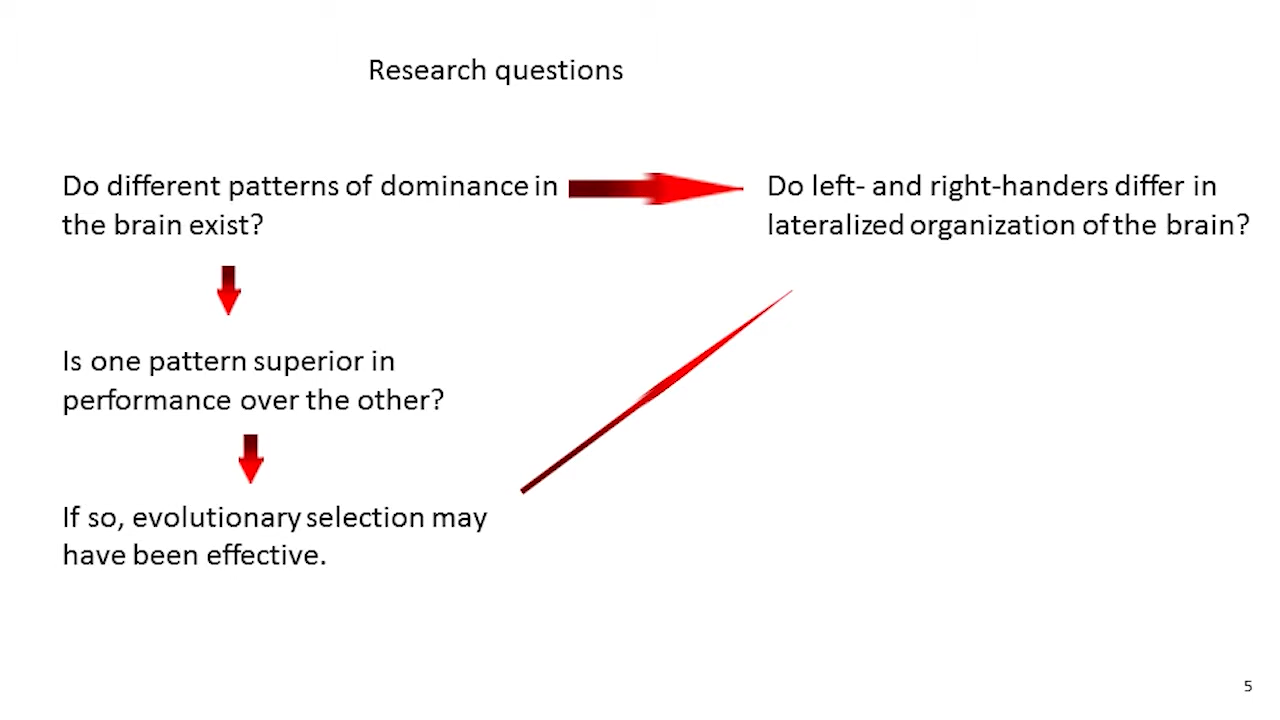 Research questions
Do different patterns of dominance in
the brain exist?
Do left- and right-handers differ in
lateralized organization of the brain?
Is one pattern superior in
performance over the other?
If so, evolutionary selection may
have been effective.
5